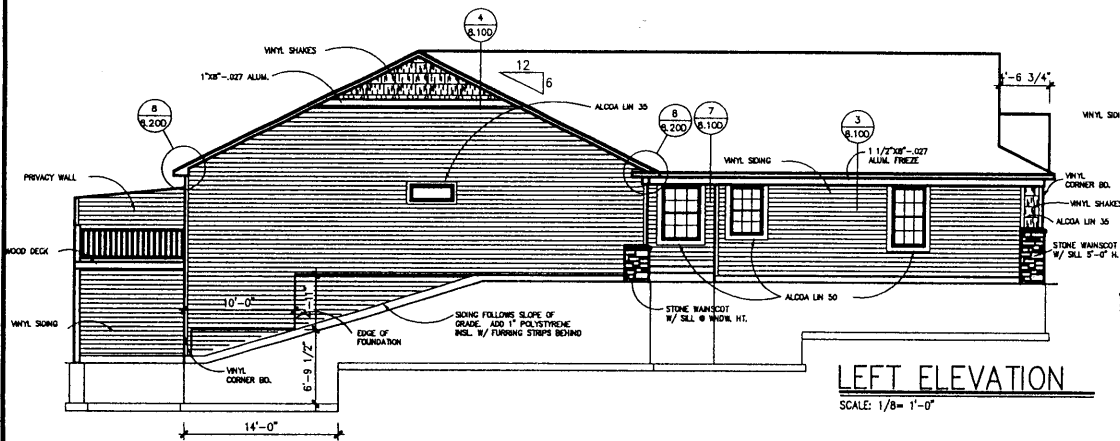 4
8.10D
VINYL SHAKES
1"X8"-.027 ALUM.
12
6
ALCOA LIN 35
8
8.20D
8
8.20D
7
8.10D
3
8.10D
4'-6 3/4"
VINYL SIDI
VINYL SIDING
1 1/2"X8"-.027
ALUM. FRIEZE
PRIVACY WALL
VINYL
CORNER BD.
VINYL SHAKES
ALCOA LIN 35
WOOD DECK
STONE WAINSCOT
W/ SILL 5'-0" H.
10'-0"
ALCOA LIN 50
VINYL SIDING
SIDING FOLLOWS SLOPE OF
GRADE. ADD 1" POLYSTYRENE
INSL. W/ FURRING STRIPS BEHIND
STONE WAINSCOT
W/ SILL @ WNDW. HT.
EDGE OF
FOUNDATION
VINYL
CORNER BD.
6'-9 1/2"
LEFT ELEVATION
SCALE: 1/8= 1'-0"
14'-0"